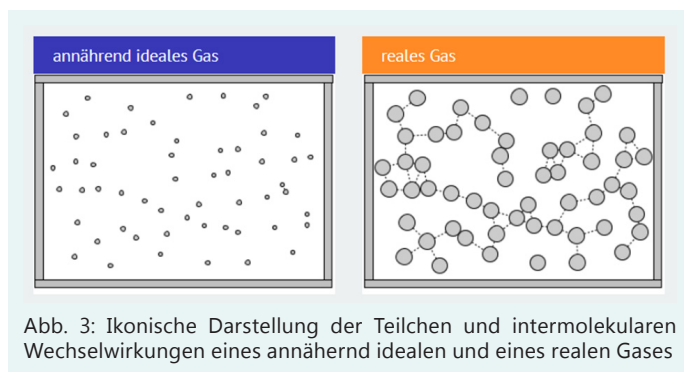 annährend ideales Gas
reales Gas
Abb. 3: Ikonische Darstellung der Teilchen und intermolekularen
Wechselwirkungen eines annähernd idealen und eines realen Gases